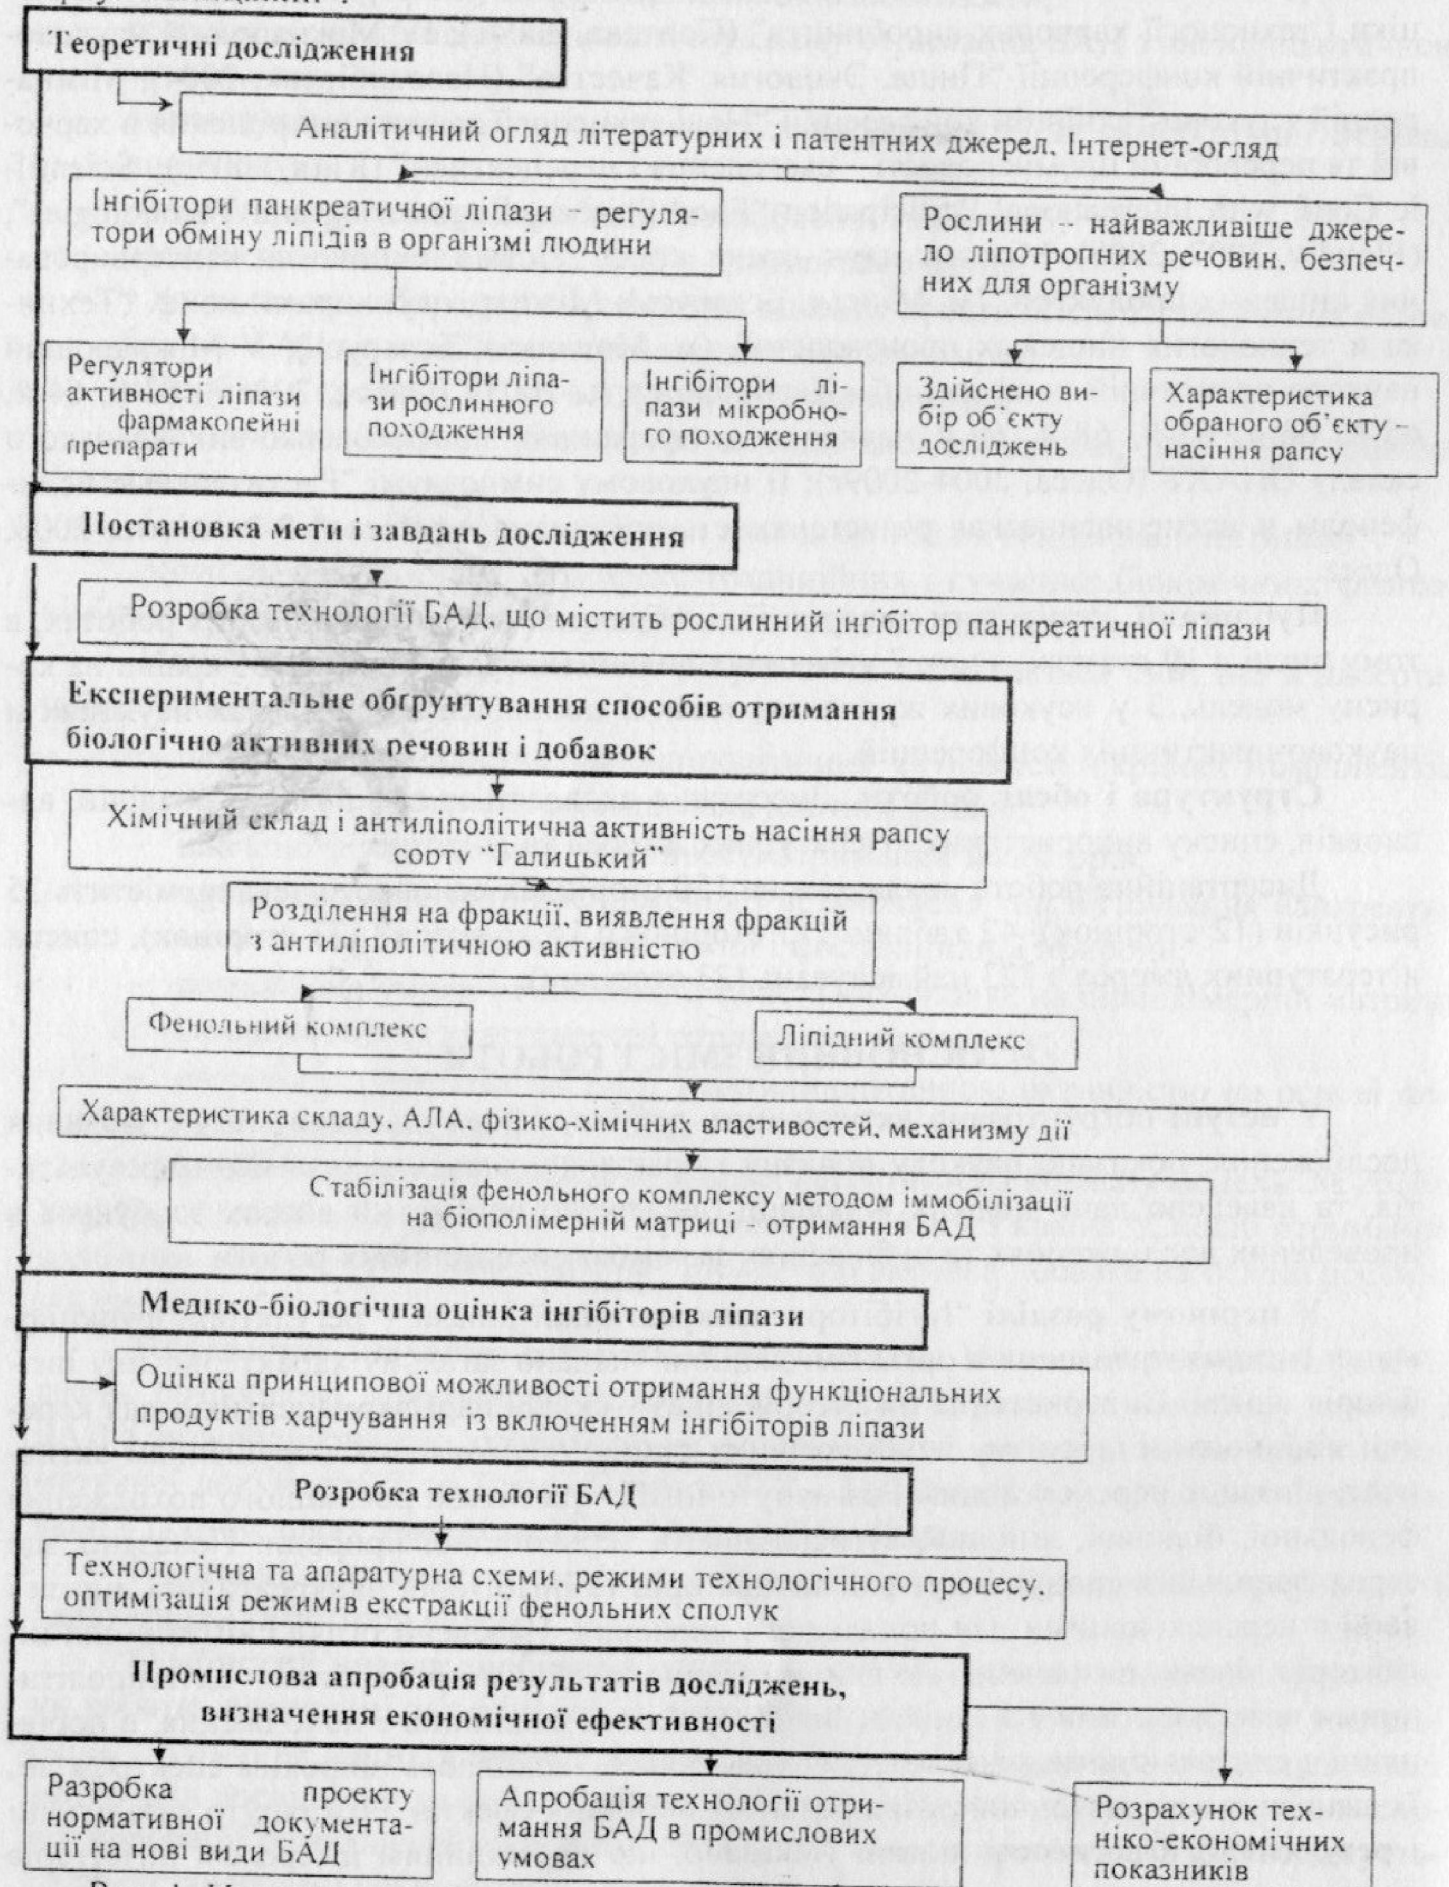 Теоретичні дослідження
Аналітичний огляд літературних і патентних джерел. Інтернет-огляд
Інгібітори панкреатичної ліпази – регуля-
тори обміну ліпідів в організмі людини
Рослини – найважливіше джере-
ло ліпотропних речовин, безпеч-
них для організму
Регулятори
активності ліпази
фармакопейні
препарати
Інгібітори ліпа-
зи рослинного
походження
Інгібітори лі-
пази мікробно-
го походження
Здійснено ви-
бір об'єкту
досліджень
Характеристика
обраного об'єкту –
насіння рапсу
Постановка мети і завдань дослідження
Розробка технології БАД, що містить рослинний інгібітор панкреатичної ліпази
Експериментальне обґрунтування способів отримання
біологічно активних речовин і добавок
Хімічний склад і антиліполітична активність насіння рапсу
сорту "Галицький"
Розділення на фракції, виявлення фракцій
з антиліполітичною активністю
Фенольний комплекс
Ліпідний комплекс
Характеристика складу, АЛА, фізико-хімічних властивостей, механізму дії
Стабілізація фенольного комплексу методом іммобілізації
на біополімерній матриці – отримання БАД
Медико-біологічна оцінка інгібіторів ліпази
Оцінка принципової можливості отримання функціональних
продуктів харчування із включенням інгібіторів ліпази
Розробка технології БАД
Технологічна та апаратурна схеми, режими технологічного процесу,
оптимізація режимів екстракції фенольних сполук
Промислова апробація результатів досліджень,
визначення економічної ефективності
Разробка проекту
нормативної документа-
ції на нові види БАД
Апробація технології отри-
мання БАД в промислових
умовах
Розрахунок тех-
ніко-економічних
показників